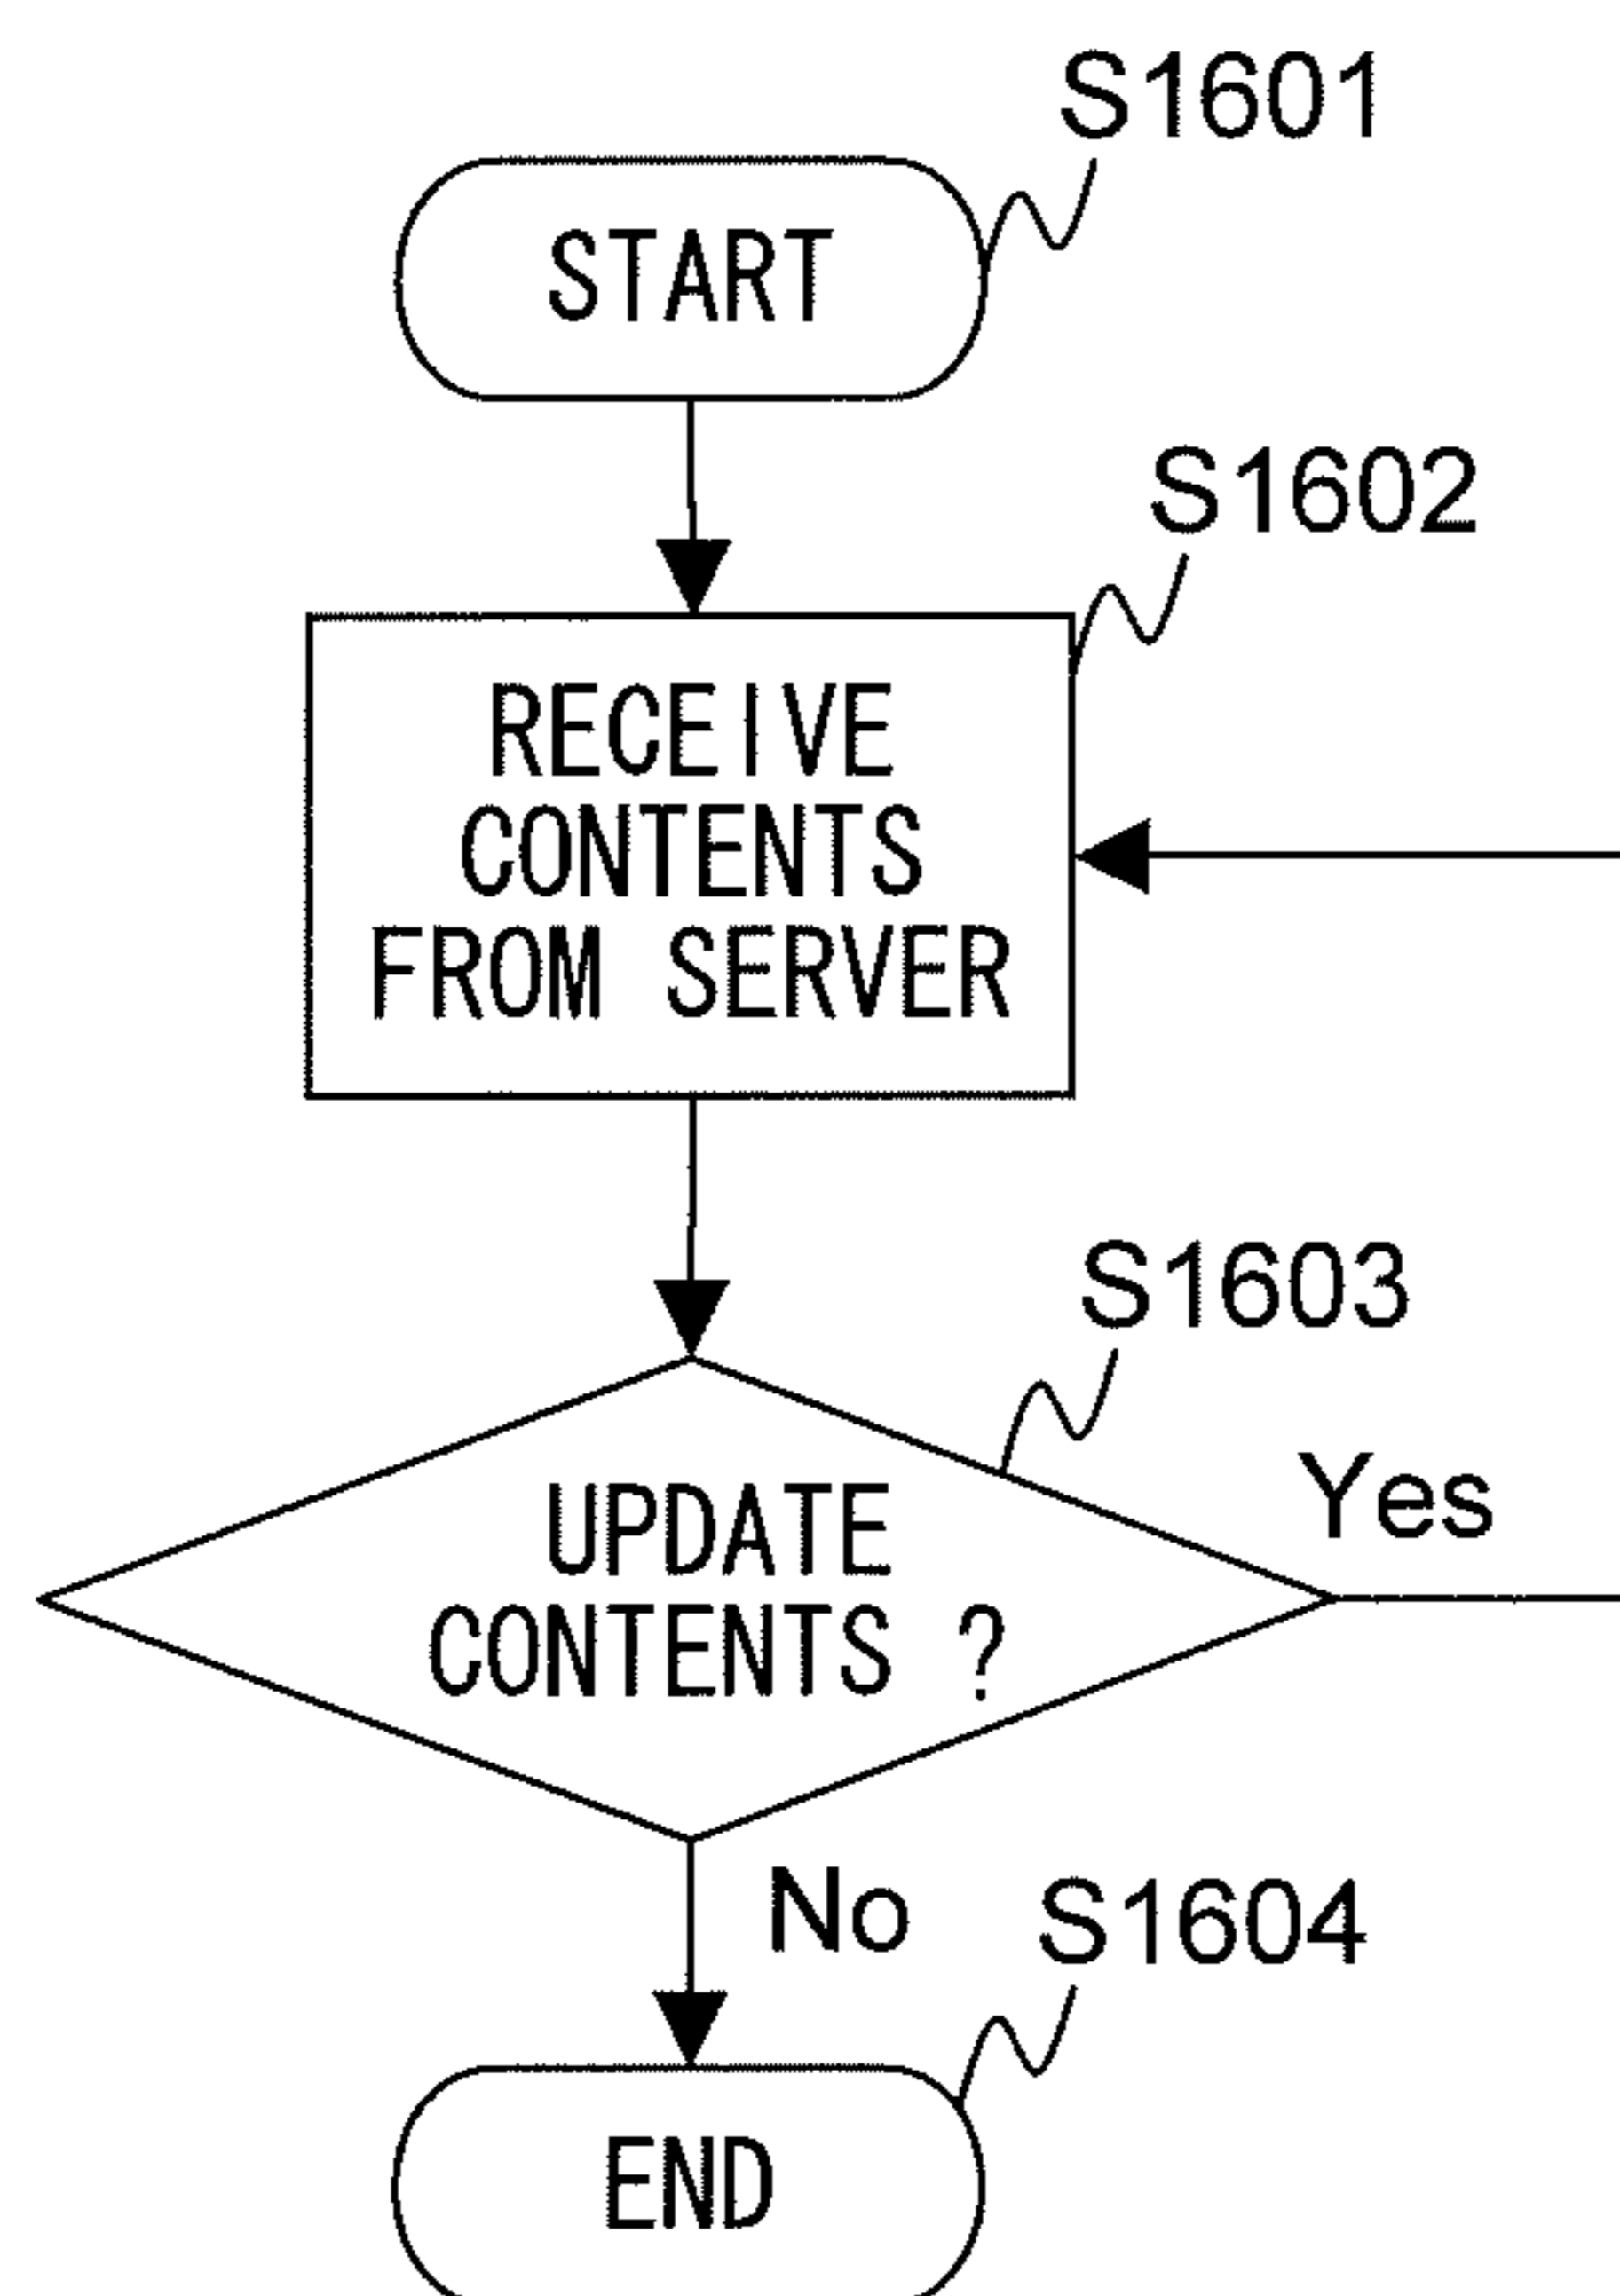 S1601
START
S1602
RECEIVE
CONTENTS
FROM SERVER
S1603
UPDATE
CONTENTS ?
Yes
No
S1604
END